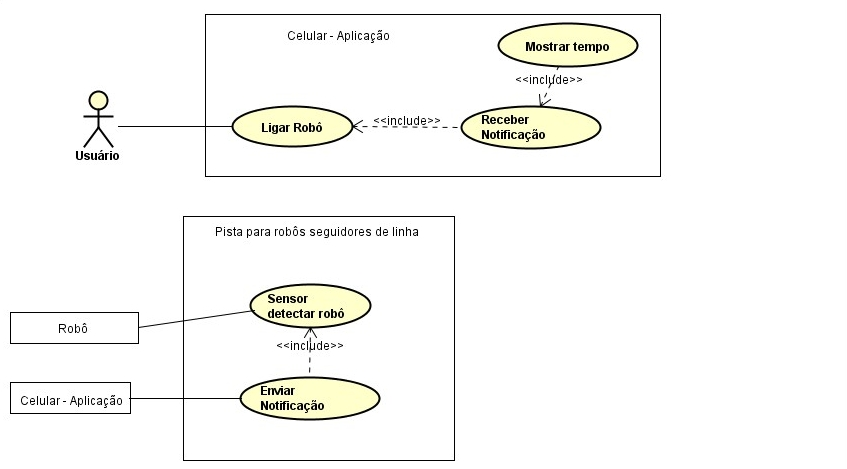 Celular - Aplicação
Mostrar tempo
<<include>>
Ligar Robô
<<include>>
Receber
Notificação
Usuário
Pista para robôs seguidores de linha
Sensor
detectar robô
Robô
<<include>>
Celular - Aplicação
Enviar
Notificação